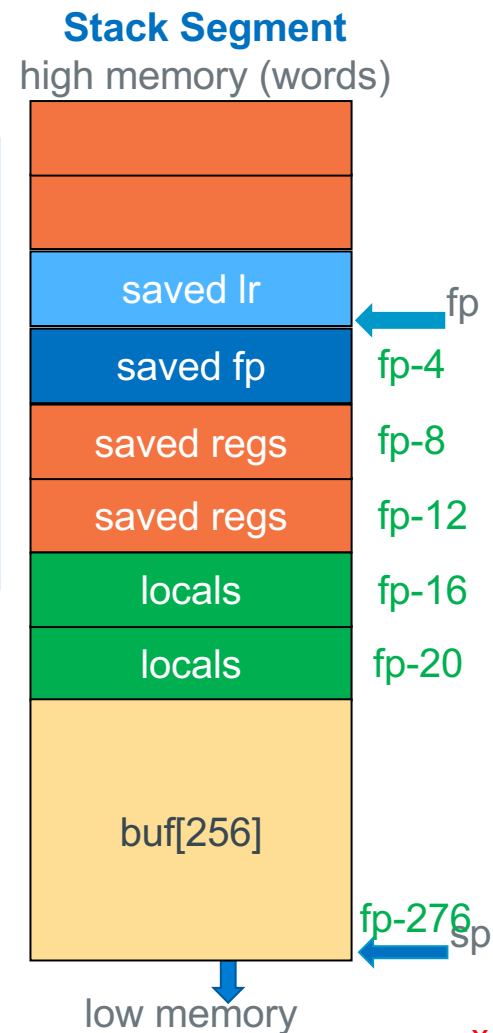 Stack Segment
high memory (words)
saved lr
fp
saved fp
fp-4
saved regs
fp-8
saved regs
fp-12
locals
fp-16
locals
fp-20
buf[256]
fp-276
sp
low memory